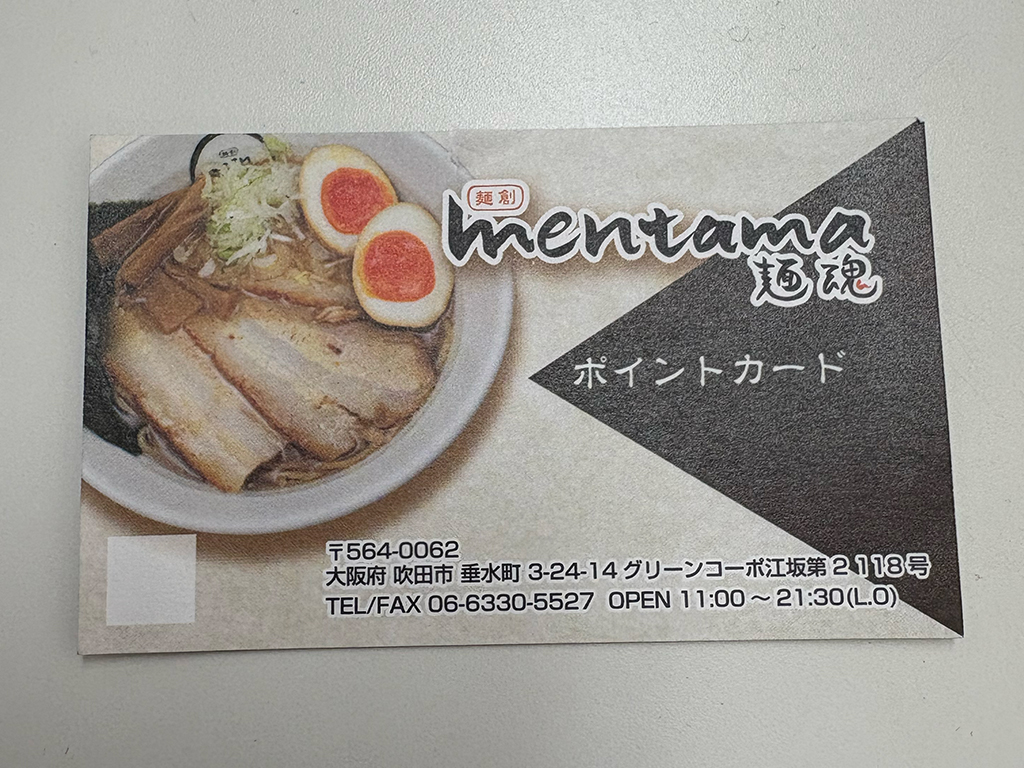 麺創
mentama
麺魂
ポイントカード
〒564-0062
大阪府 吹田市 垂水町 3-24-14 グリーンコーポ江坂第2 118号
TEL/FAX 06-6330-5527 OPEN 11:00～21:30(L.O)